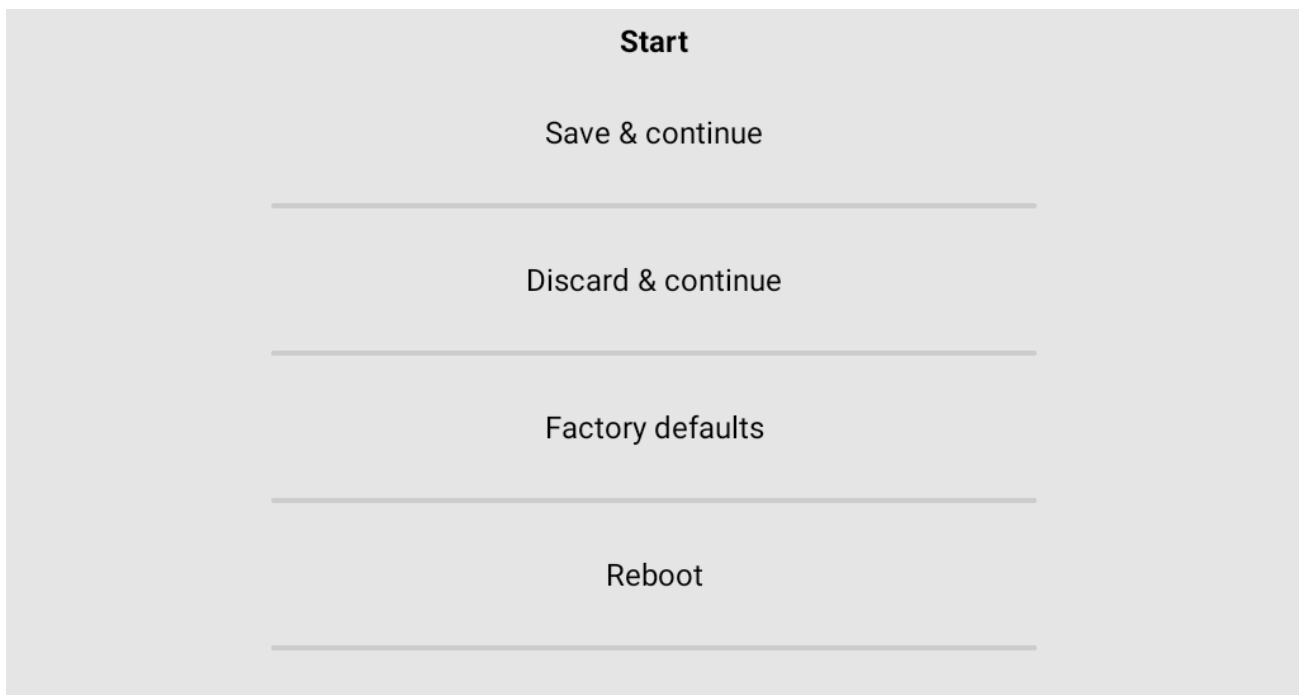 Start
Save & continue
Discard & continue
Factory defaults
Reboot